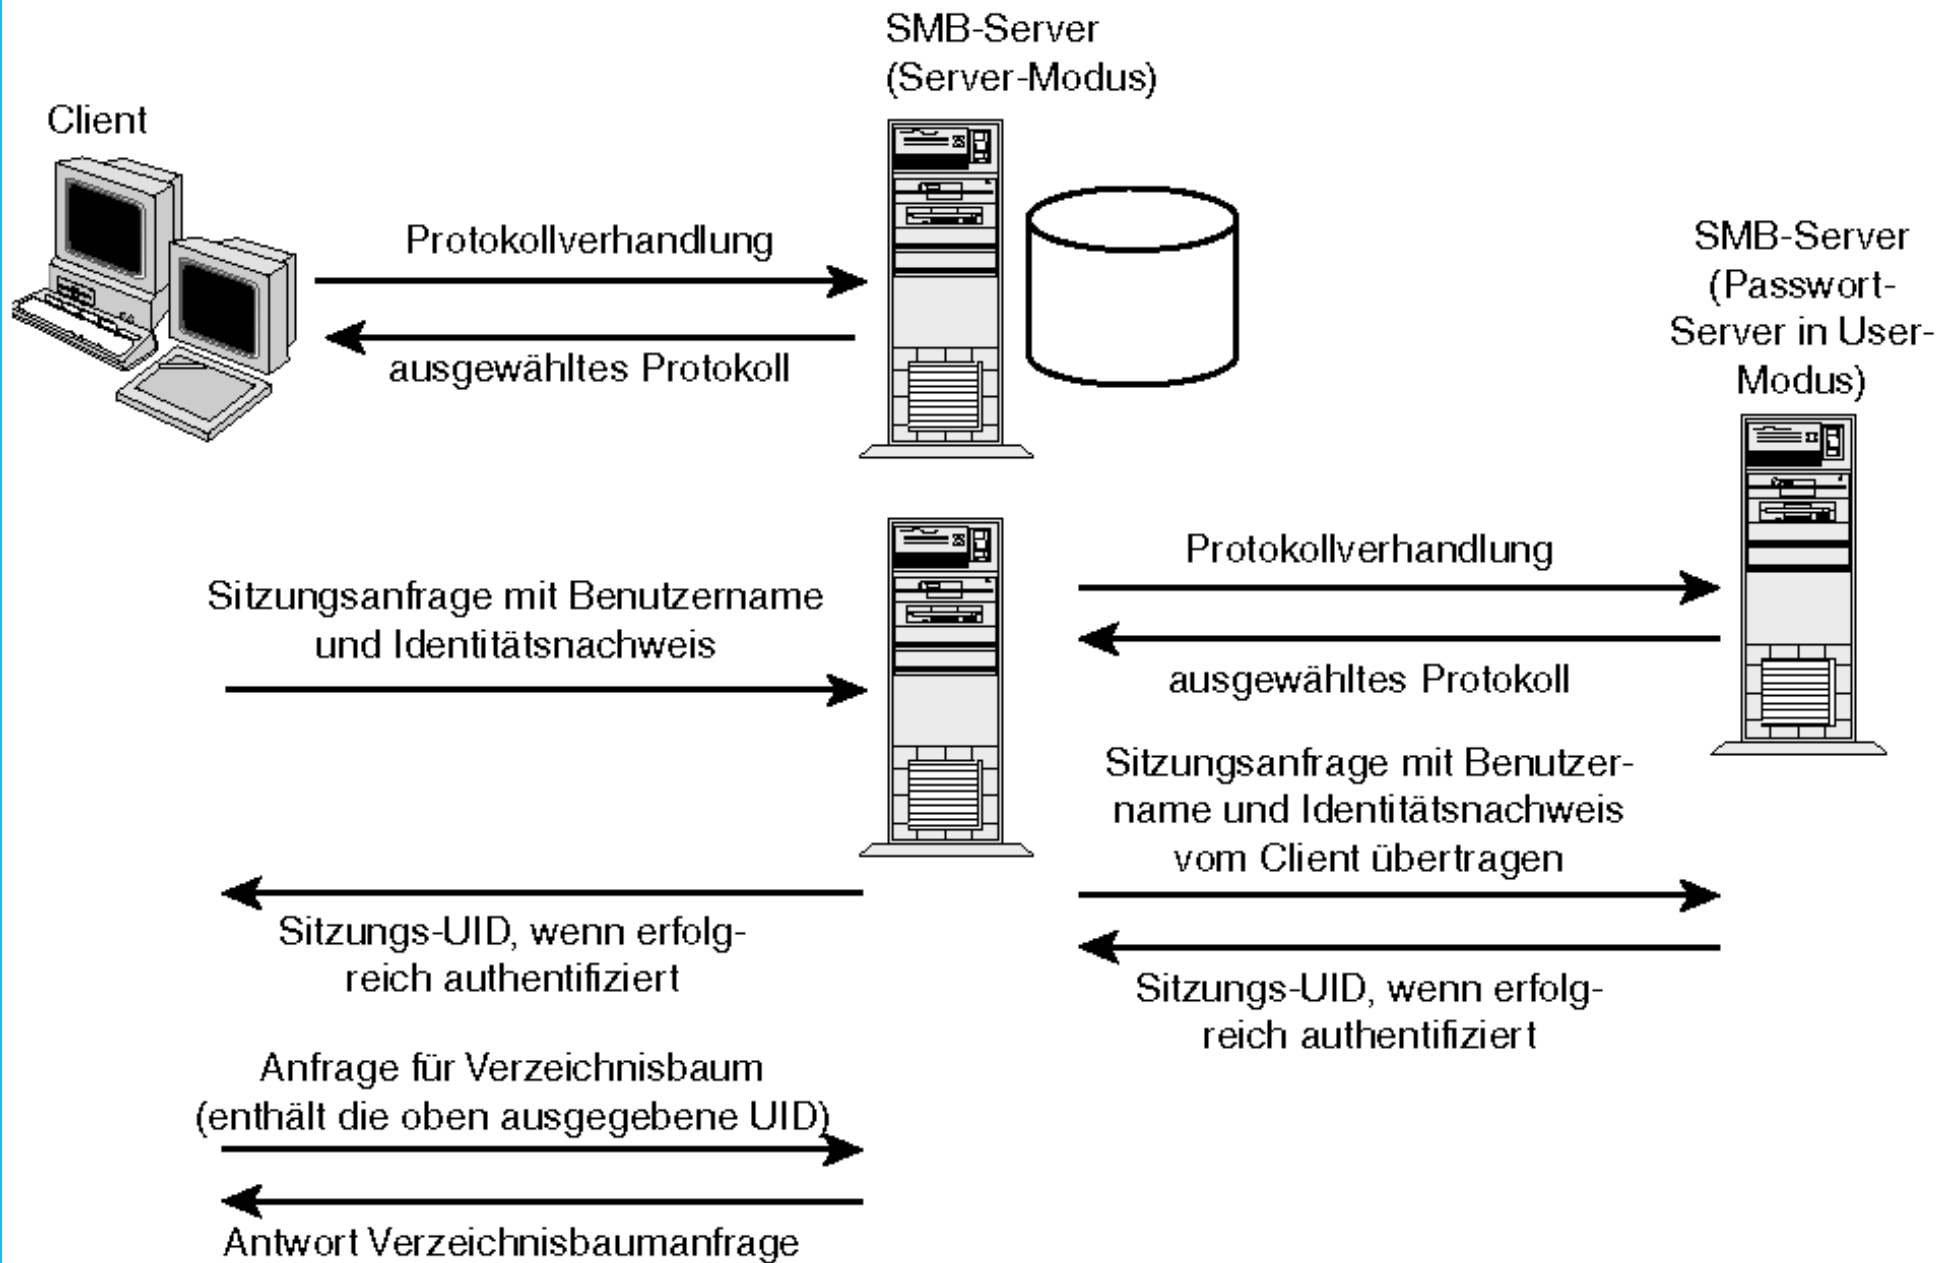 SMB-Server
(Server-Modus)
Client
Protokollverhandlung
ausgewähltes Protokoll
SMB-Server
(Passwort-
Server in User-
Modus)
Sitzungsanfrage mit Benutzername
und Identitätsnachweis
Protokollverhandlung
ausgewähltes Protokoll
Sitzungsanfrage mit Benutzer-
name und Identitätsnachweis
vom Client übertragen
Sitzungs-UID, wenn erfolg-
reich authentifiziert
Sitzungs-UID, wenn erfolg-
reich authentifiziert
Anfrage für Verzeichnisbaum
(enthält die oben ausgegebene UID)
Antwort Verzeichnisbaumanfrage